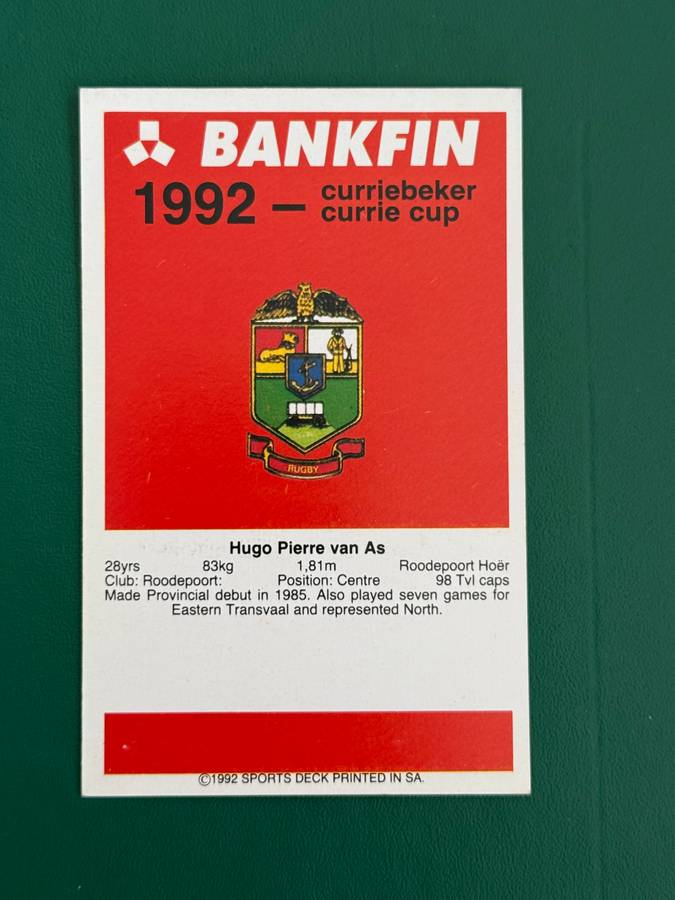 BANKFIN
1992 – curriebeker
currie cup
RUGBY
Hugo Pierre van As
28yrs 83kg 1,81m Roodepoort Hoër
Club: Roodepoort: Position: Centre 98 Tvl caps
Made Provincial debut in 1985. Also played seven games for
Eastern Transvaal and represented North.
©1992 SPORTS DECK PRINTED IN SA.